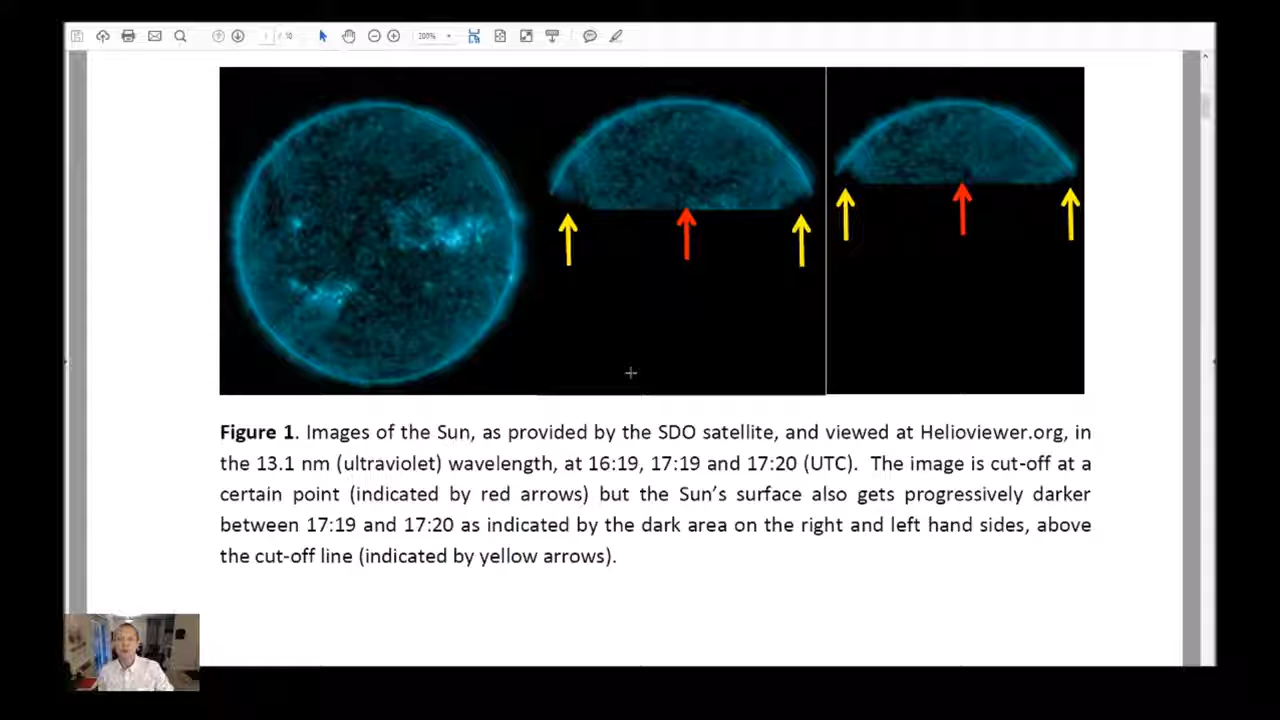 / 10
200%
Figure 1. Images of the Sun, as provided by the SDO satellite, and viewed at Helioviewer.org, in
the 13.1 nm (ultraviolet) wavelength, at 16:19, 17:19 and 17:20 (UTC).  The image is cut-off at a
certain point (indicated by red arrows) but the Sun's surface also gets progressively darker
between 17:19 and 17:20 as indicated by the dark area on the right and left hand sides, above
the cut-off line (indicated by yellow arrows).